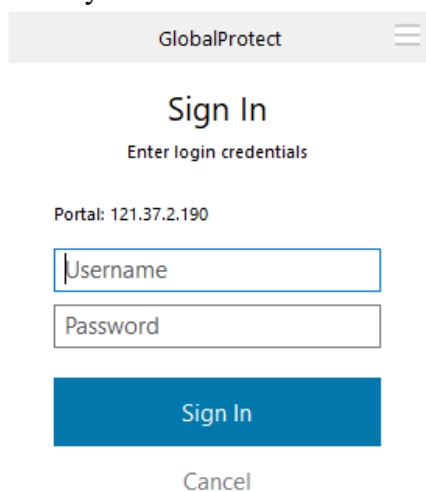 GlobalProtect
Sign In
Enter login credentials
Portal: 121.37.2.190
Username
Password
Sign In
Cancel